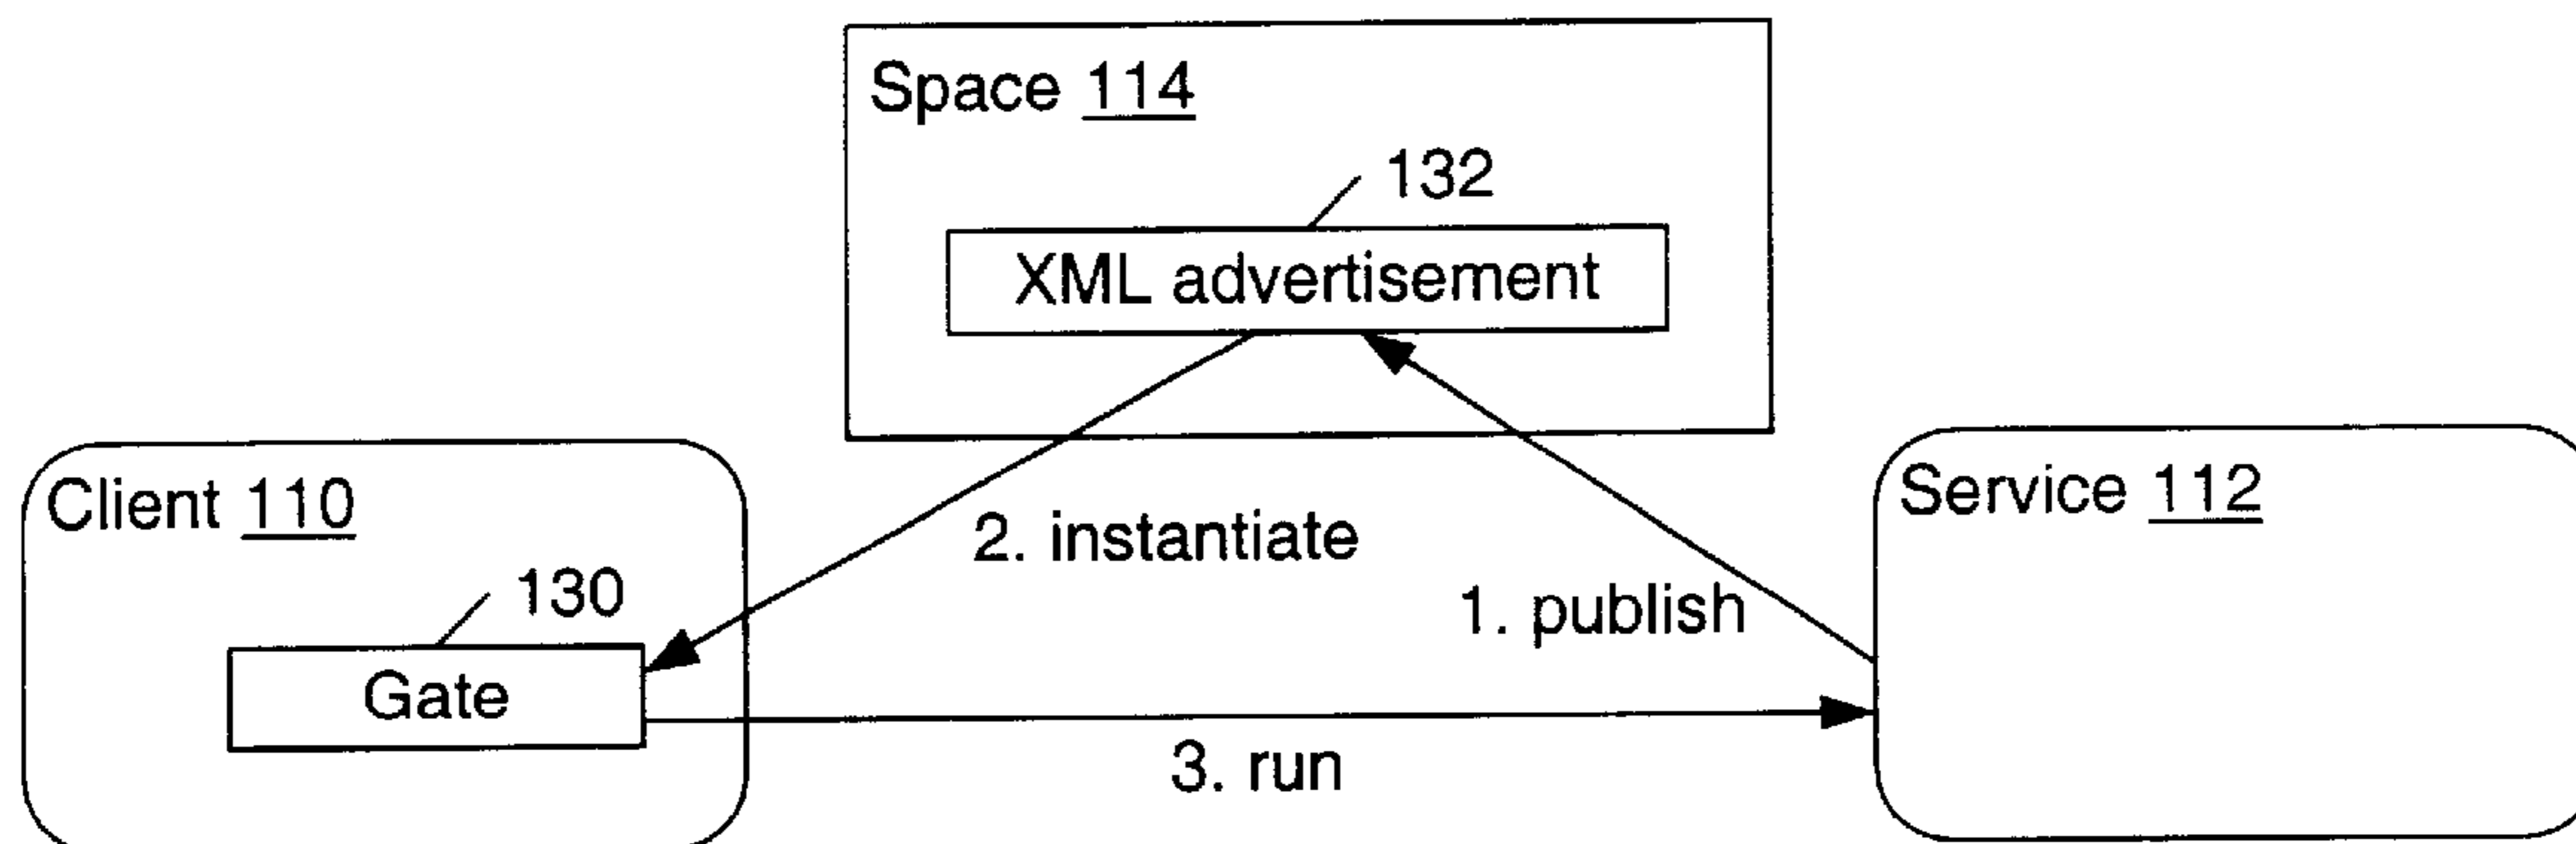 Space 114
132
XML advertisement
Client 110
Service 112
2. instantiate
130
1. publish
Gate
3. run